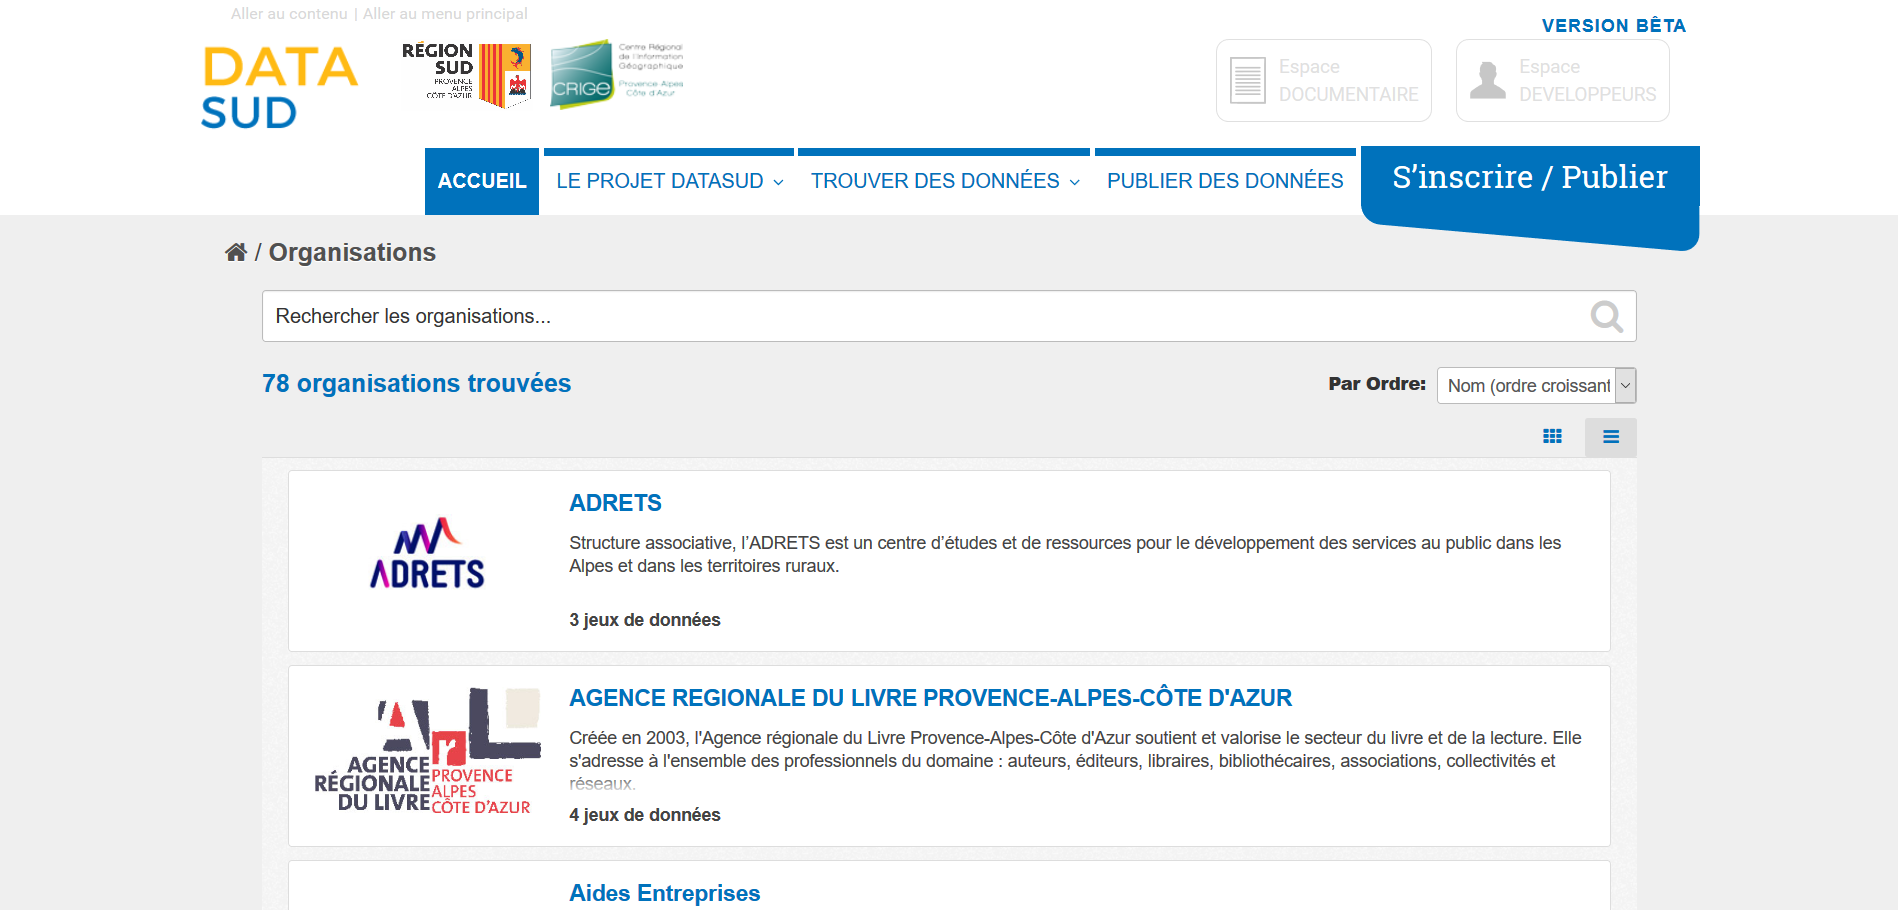 Aller au contenu | Aller au menu principal
VERSION BÊTA
DATA
SUD
RÉGION
SUD
PROVENCE
ALPES
CÔTE D'AZUR
CRIGE
Centre Régional
de l'Information
Géographique
Provence-Alpes
Côte d'Azur
Espace
DOCUMENTAIRE
Espace
DEVELOPPEURS
ACCUEIL
LE PROJET DATASUD
TROUVER DES DONNÉES
PUBLIER DES DONNÉES
S'inscrire / Publier
/ Organisations
Rechercher les organisations...
78 organisations trouvées
Par Ordre:
Nom (ordre croissant
ADRETS
ADRETS
Structure associative, l’ADRETS est un centre d’études et de ressources pour le développement des services au public dans les
Alpes et dans les territoires ruraux.
3 jeux de données
ArL
AGENCE
RÉGIONALE
DU LIVRE
PROVENCE
ALPES
CÔTE D'AZUR
AGENCE REGIONALE DU LIVRE PROVENCE-ALPES-CÔTE D'AZUR
Créée en 2003, l'Agence régionale du Livre Provence-Alpes-Côte d'Azur soutient et valorise le secteur du livre et de la lecture. Elle
s'adresse à l'ensemble des professionnels du domaine : auteurs, éditeurs, libraires, bibliothécaires, associations, collectivités et
réseaux.
4 jeux de données
Aides Entreprises